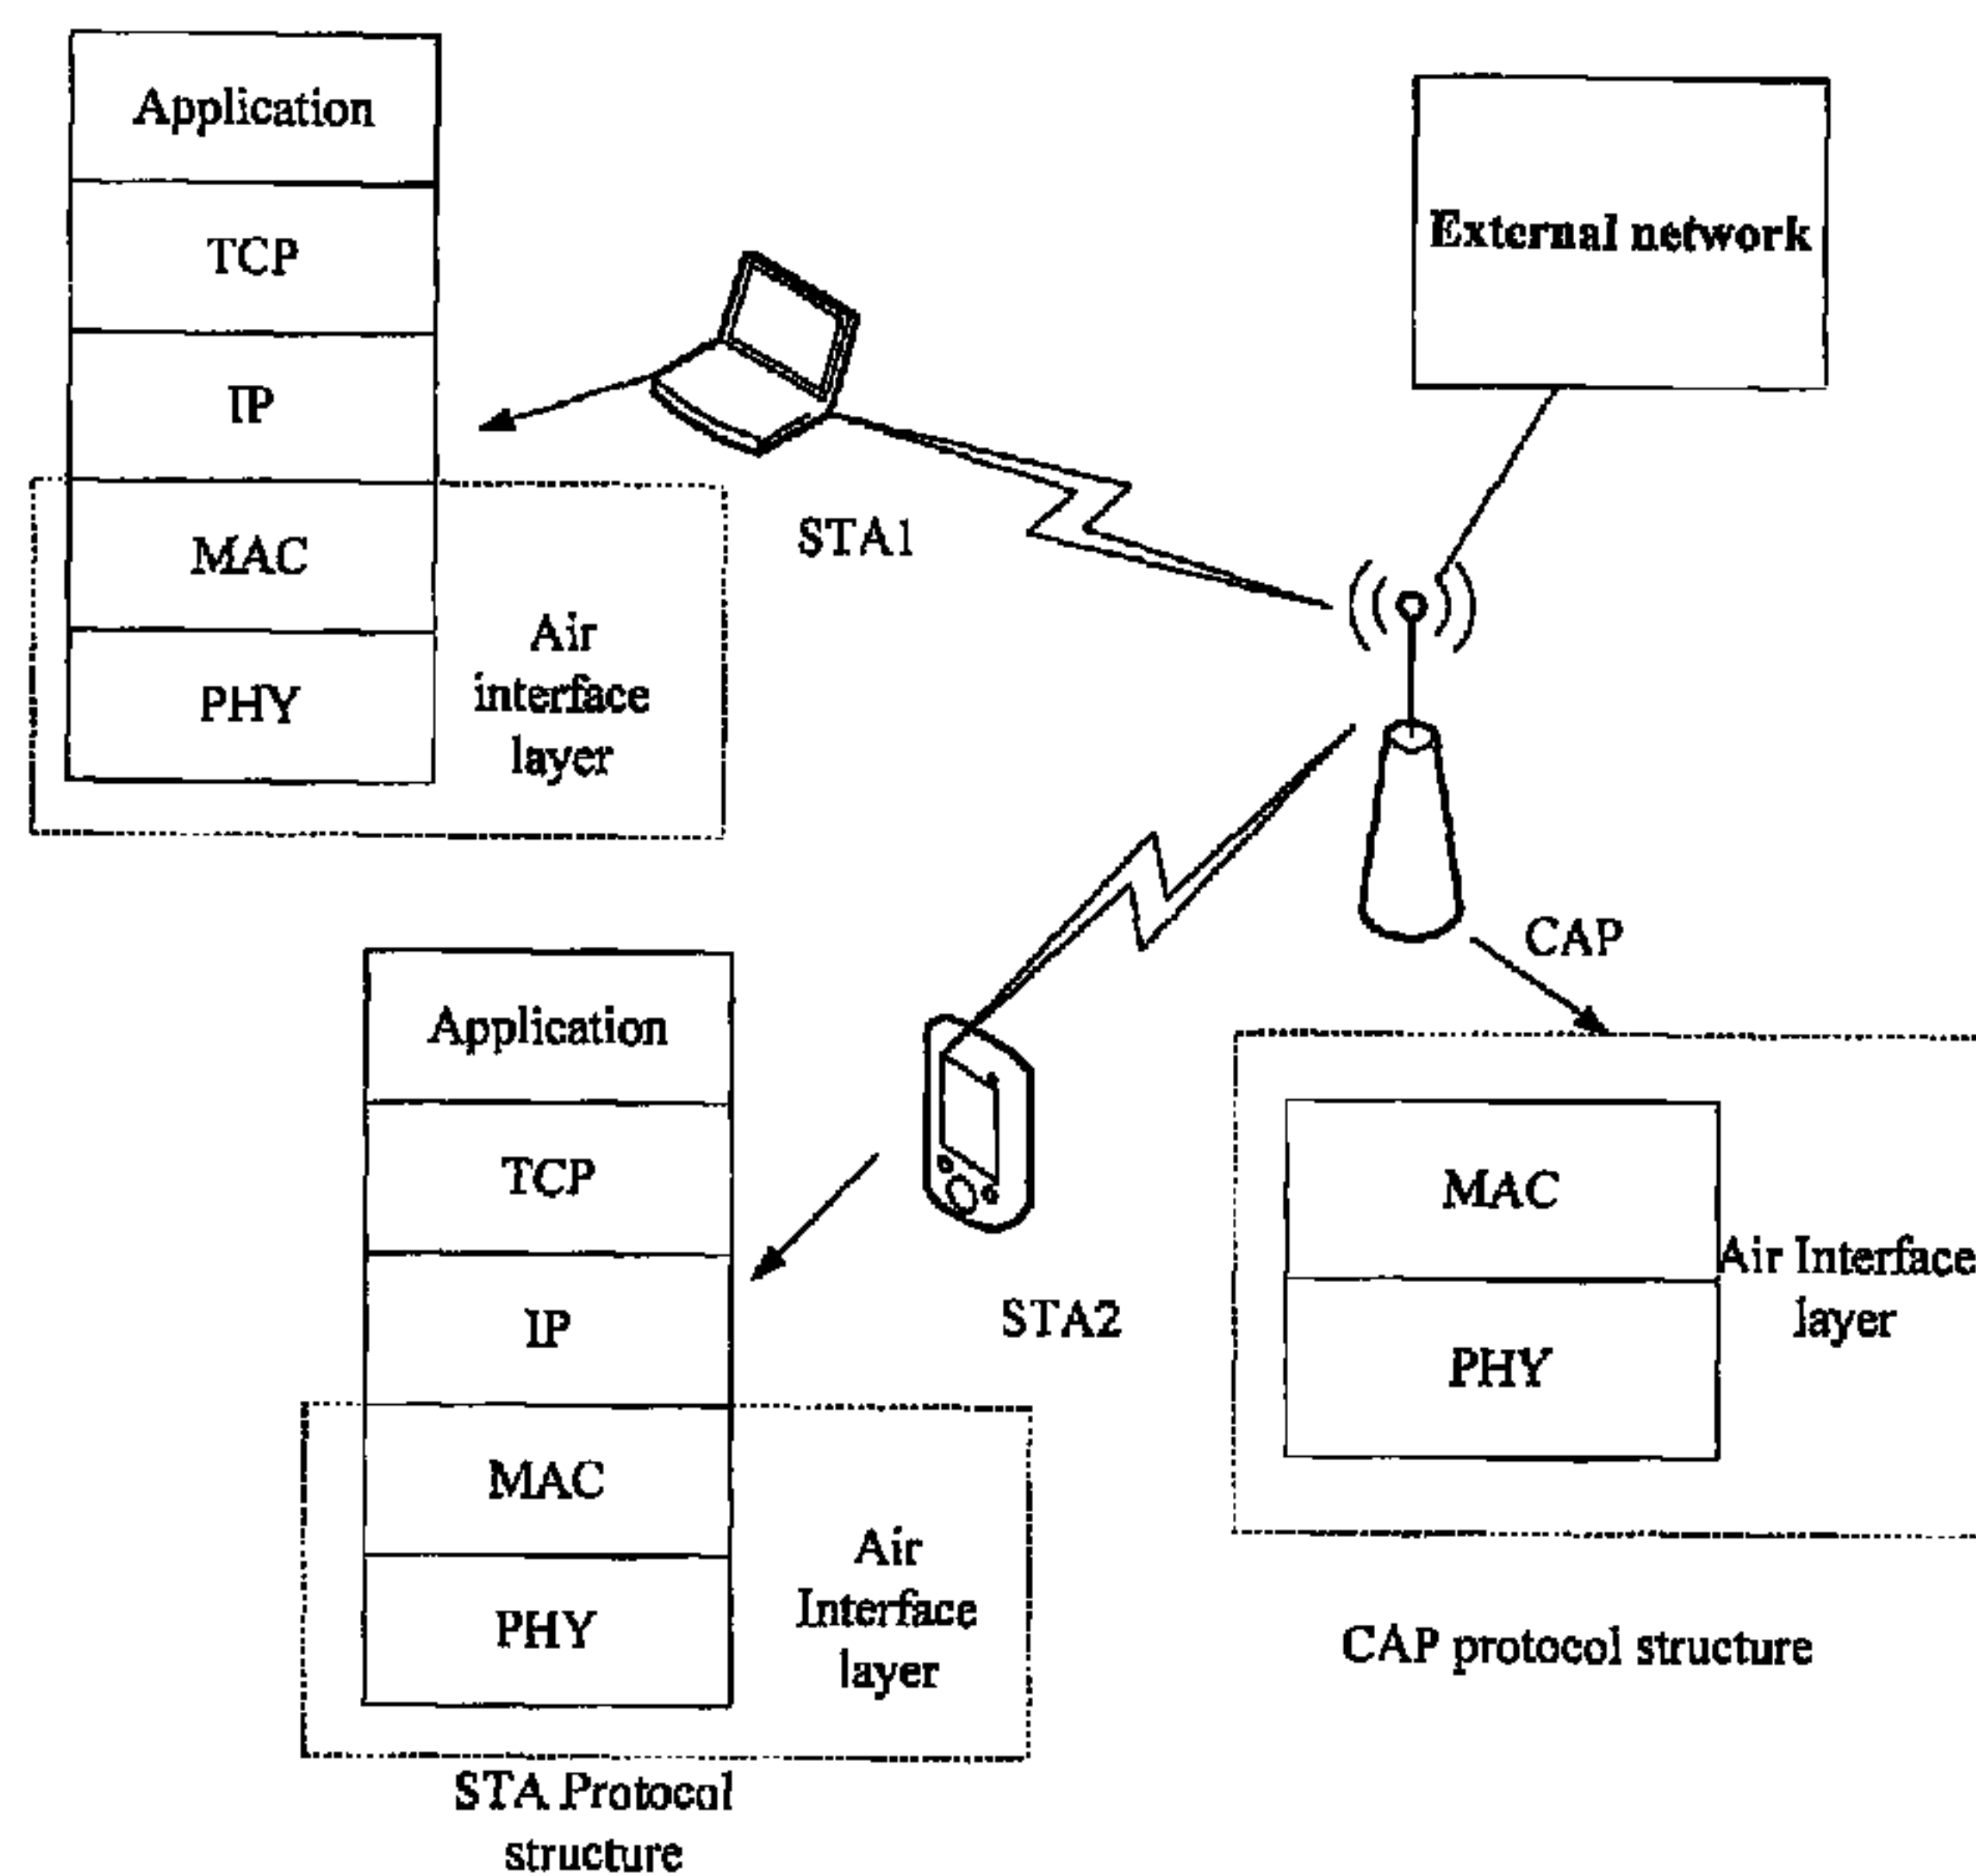 Application
TCP
IP
MAC
PHY
Air
interface
layer
STA1
External network
CAP
Application
TCP
IP
MAC
PHY
Air
Interface
layer
STA2
STA Protocol
structure
MAC
PHY
Air Interface
layer
CAP protocol structure